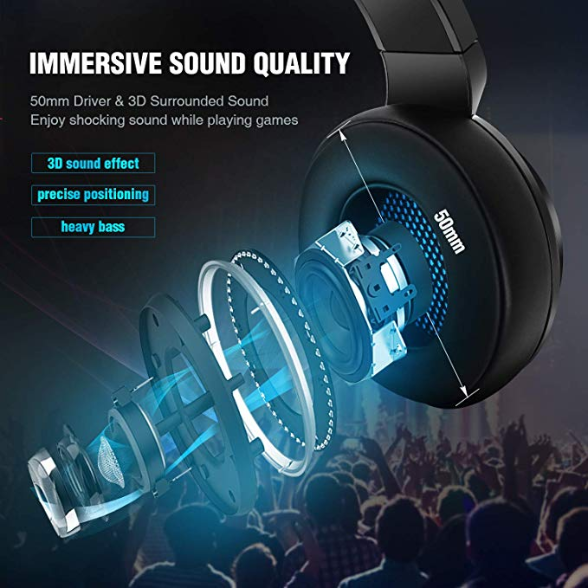 IMMERSIVE SOUND QUALITY
50mm Driver & 3D Surrounded Sound
Enjoy shocking sound while playing games
3D sound effect
precise positioning
heavy bass
50mm